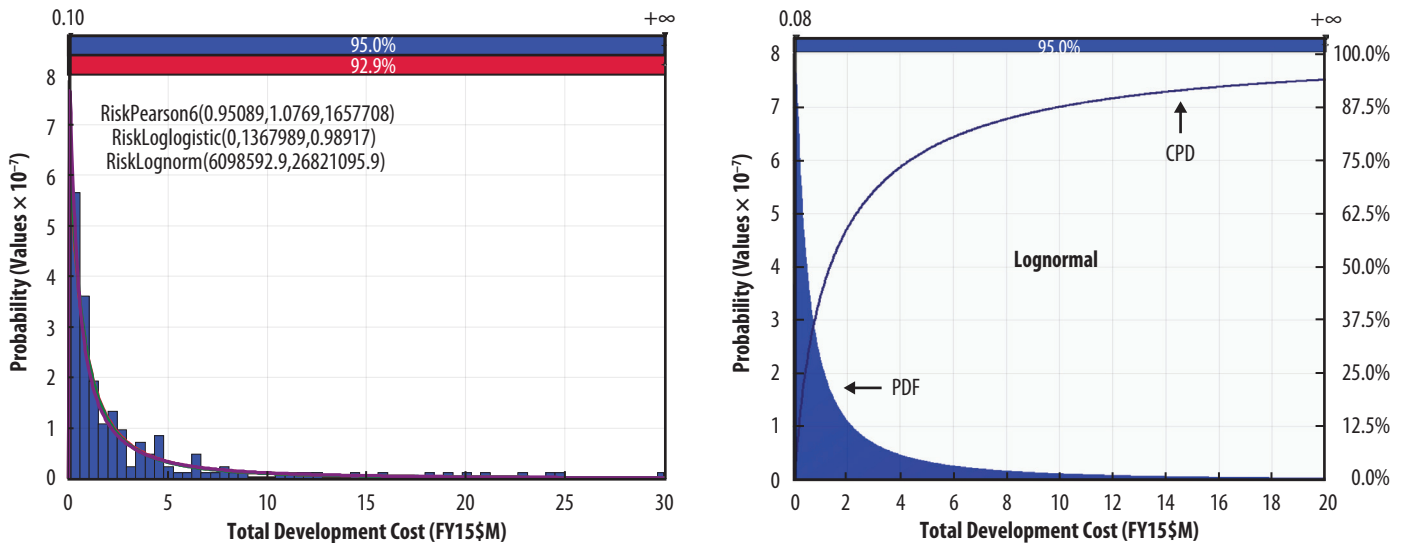 0.10 +∞
95.0%
92.9%
8
7
6
5
4
3
2
1
0
Probability (Values × 10⁻⁷)
RiskPearson6(0.95089,1.0769,1657708)
RiskLoglogistic(0,1367989,0.98917)
RiskLognorm(6098592.9,26821095.9)
0 5 10 15 20 25 30
Total Development Cost (FY15$M)
0.08 +∞
95.0%
8
7
6
5
4
3
2
1
0
Probability (Values × 10⁻⁷)
CPD
Lognormal
PDF
100.0%
87.5%
75.0%
62.5%
50.0%
37.5%
25.0%
12.5%
0.0%
0 2 4 6 8 10 12 14 16 18 20
Total Development Cost (FY15$M)